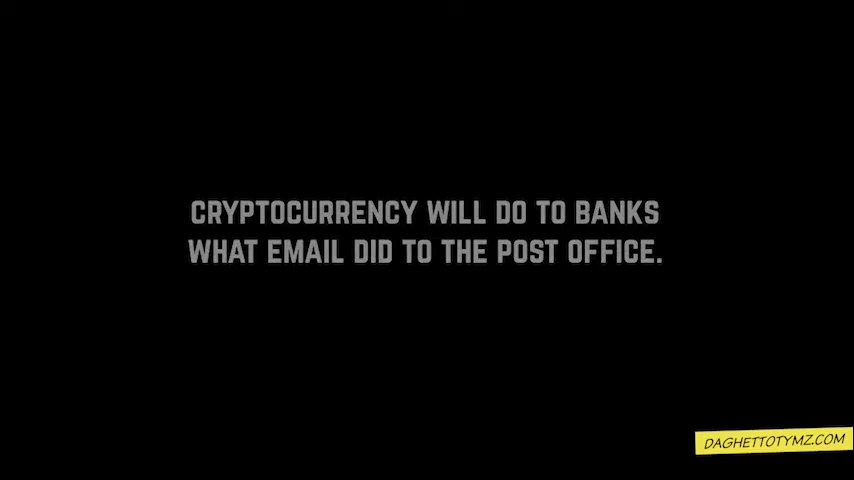 CRYPTOCURRENCY WILL DO TO BANKS
WHAT EMAIL DID TO THE POST OFFICE.
DAGHETTOTYMZ.COM